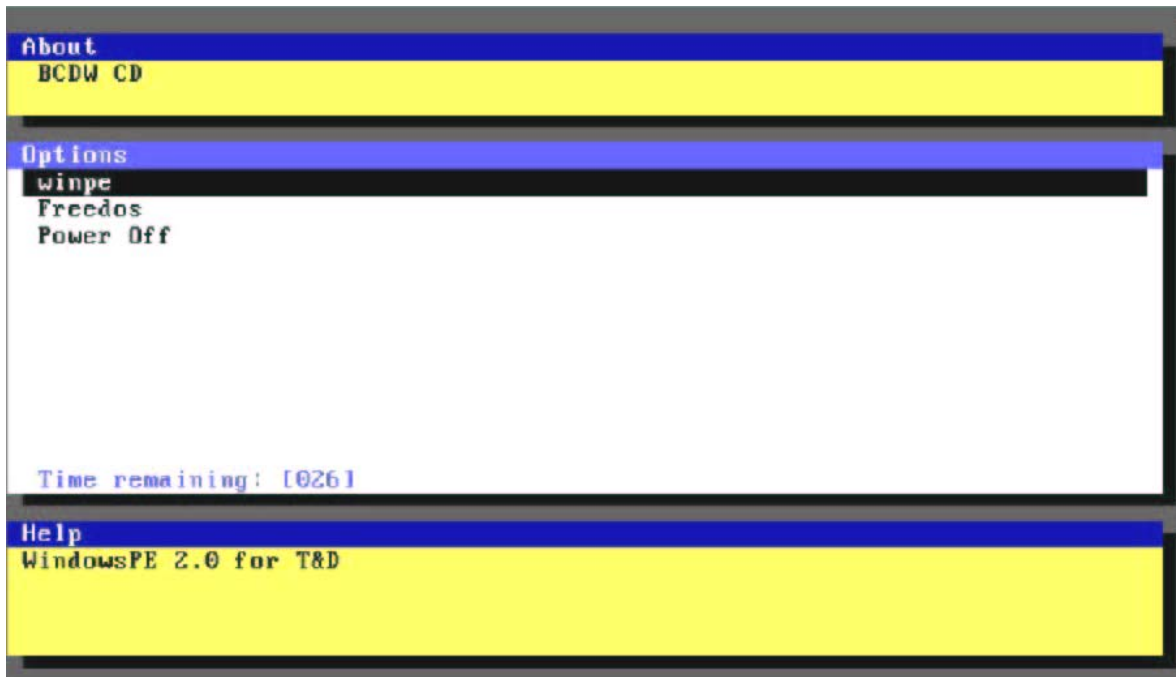 About
BCDW CD
Options
winpe
Freedos
Power Off
Time remaining: [026]
Help
WindowsPE 2.0 for T&D